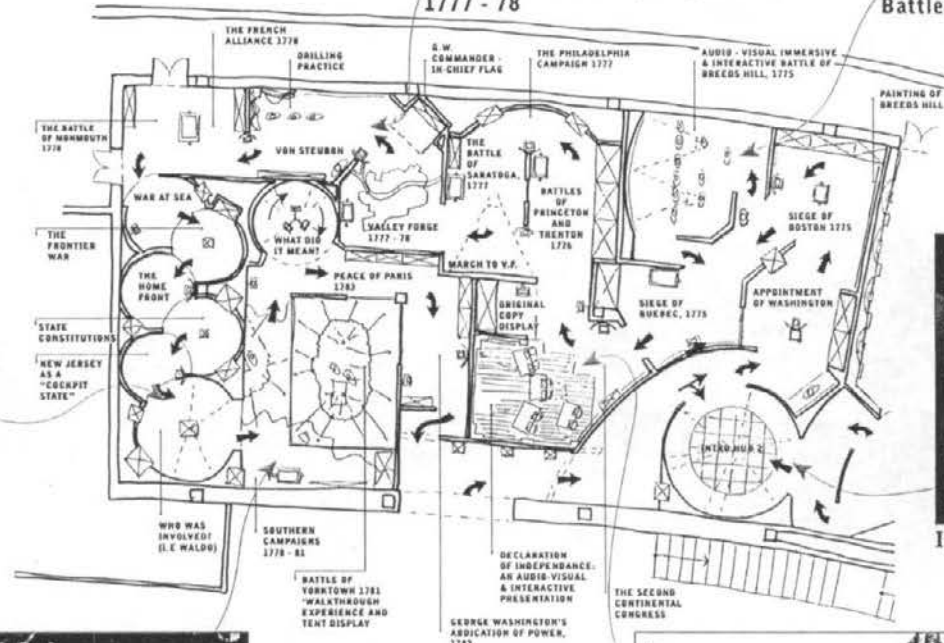 1777 - 78
Battle
THE FRENCH
ALLIANCE 1778
DRILLING
PRACTICE
G.W.
COMMANDER -
IN-CHIEF FLAG
THE PHILADELPHIA
CAMPAIGN 1777
AUDIO - VISUAL IMMERSIVE
& INTERACTIVE BATTLE OF
BREEDS HILL, 1775
PAINTING OF
BREEDS HILL
THE BATTLE
OF MONMOUTH
1778
VON STEUBON
THE
BATTLE
OF
SARATOGA,
1777
BATTLES
OF
PRINCETON
AND
TRENTON
1776
WAR AT SEA
THE
FRONTIER
WAR
WHAT DID
IT MEAN?
VALLEY FORGE
1777 - 78
SIEGE OF
BOSTON 1775
THE
HOME
FRONT
PEACE OF PARIS
1783
MARCH TO V.F.
ORIGINAL
COPY
DISPLAY
SIEGE OF
QUEBEC, 1775
APPOINTMENT
OF WASHINGTON
STATE
CONSTITUTIONS
NEW JERSEY
AS A
"COCKPIT
STATE"
INTRO HUB 2
WHO WAS
INVOLVED?
(I.E WALDO)
SOUTHERN
CAMPAIGNS
1778 - 81
BATTLE OF
YORKTOWN 1781
'WALKTHROUGH
EXPERIENCE AND
TENT DISPLAY
DECLARATION
OF INDEPENDANCE:
AN AUDIO-VISUAL
& INTERACTIVE
PRESENTATION
THE SECOND
CONTINENTAL
CONGRESS
GEORGE WASHINGTON'S
ABDICATION OF POWER,